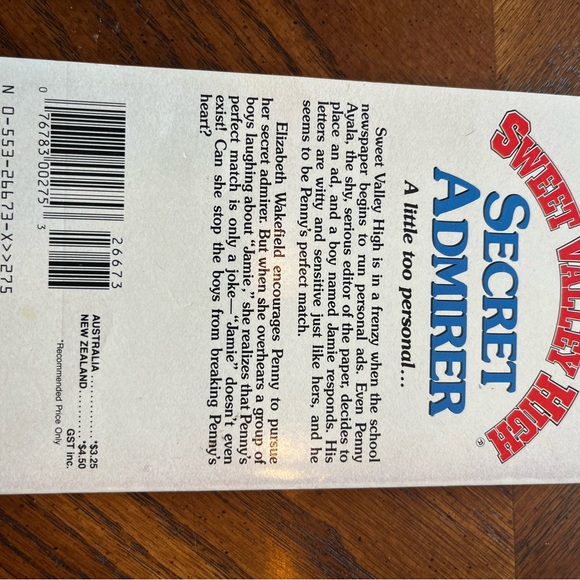 SWEET VALLEY HIGH®
SECRET
ADMIRER
A little too personal...
Sweet Valley High is in a frenzy when the school
newspaper begins to run personal ads. Even Penny
Ayala, the shy, serious editor of the paper, decides to
place an ad, and a boy named Jamie responds. His
letters are witty and sensitive just like hers, and he
seems to be Penny's perfect match.
Elizabeth Wakefield encourages Penny to pursue
her secret admirer. But when she overhears a group of
boys laughing about "Jamie," she realizes that Penny's
perfect match is only a joke—"Jamie" doesn't even
exist! Can she stop the boys from breaking Penny's
heart?
AUSTRALIA............*$3.25
NEW ZEALAND.........*$4.50
GST inc.
*Recommended Price Only
26673
0 76783 00275 3
N 0-553-26673-X>>275